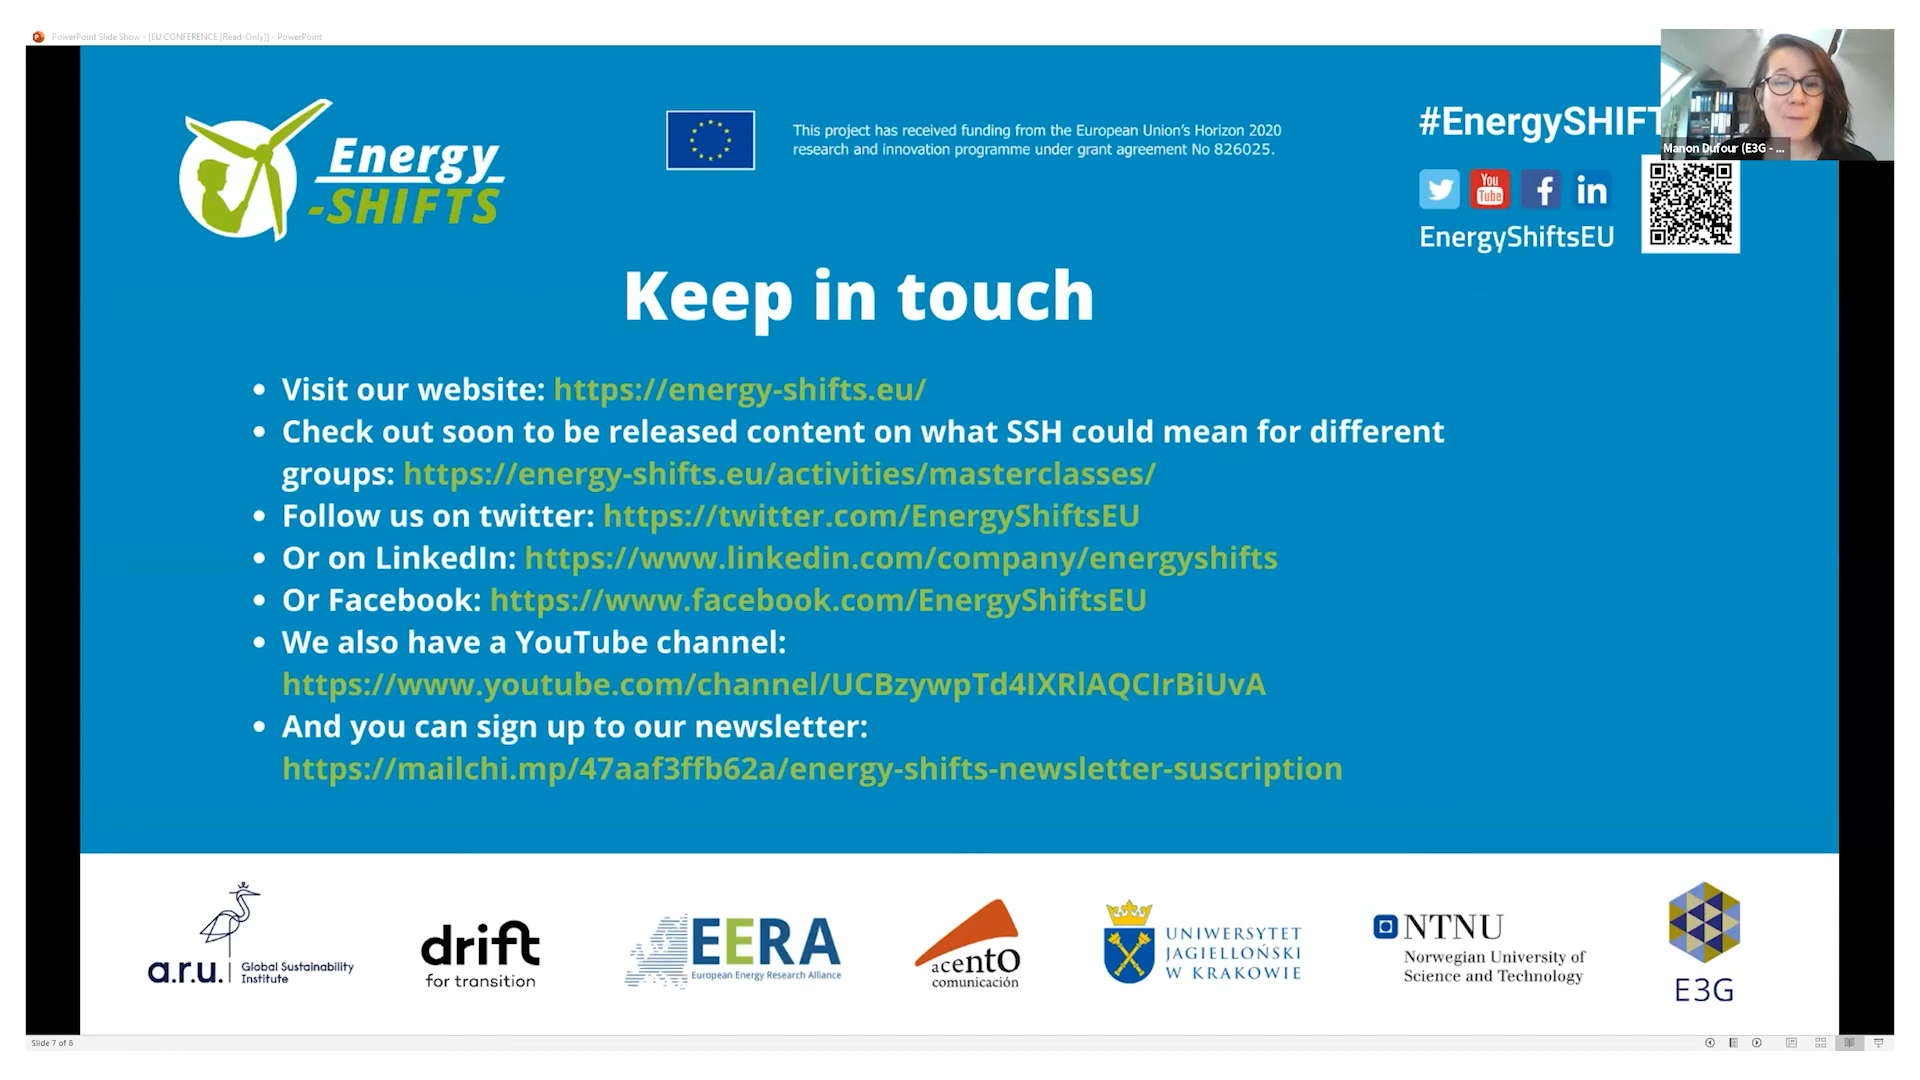 PowerPoint Slide Show - [EU CONFERENCE [Read-Only]] - PowerPoint
Energy
-SHIFTS
This project has received funding from the European Union's Horizon 2020
research and innovation programme under grant agreement No 826025.
#EnergySHIFT
Manon Dufour (E3G - ...
You
Tube
f
in
EnergyShiftsEU
Keep in touch
• Visit our website: https://energy-shifts.eu/
• Check out soon to be released content on what SSH could mean for different
groups: https://energy-shifts.eu/activities/masterclasses/
• Follow us on twitter: https://twitter.com/EnergyShiftsEU
• Or on LinkedIn: https://www.linkedin.com/company/energyshifts
• Or Facebook: https://www.facebook.com/EnergyShiftsEU
• We also have a YouTube channel:
https://www.youtube.com/channel/UCBzywpTd4IXRlAQCIrBiUvA
• And you can sign up to our newsletter:
https://mailchi.mp/47aaf3ffb62a/energy-shifts-newsletter-suscription
a.r.u. Global Sustainability
Institute
drift
for transition
EERA
European Energy Research Alliance
acento
comunicación
UNIWERSYTET
JAGIELLOŃSKI
W KRAKOWIE
NTNU
Norwegian University of
Science and Technology
E3G
Slide 7 of 8